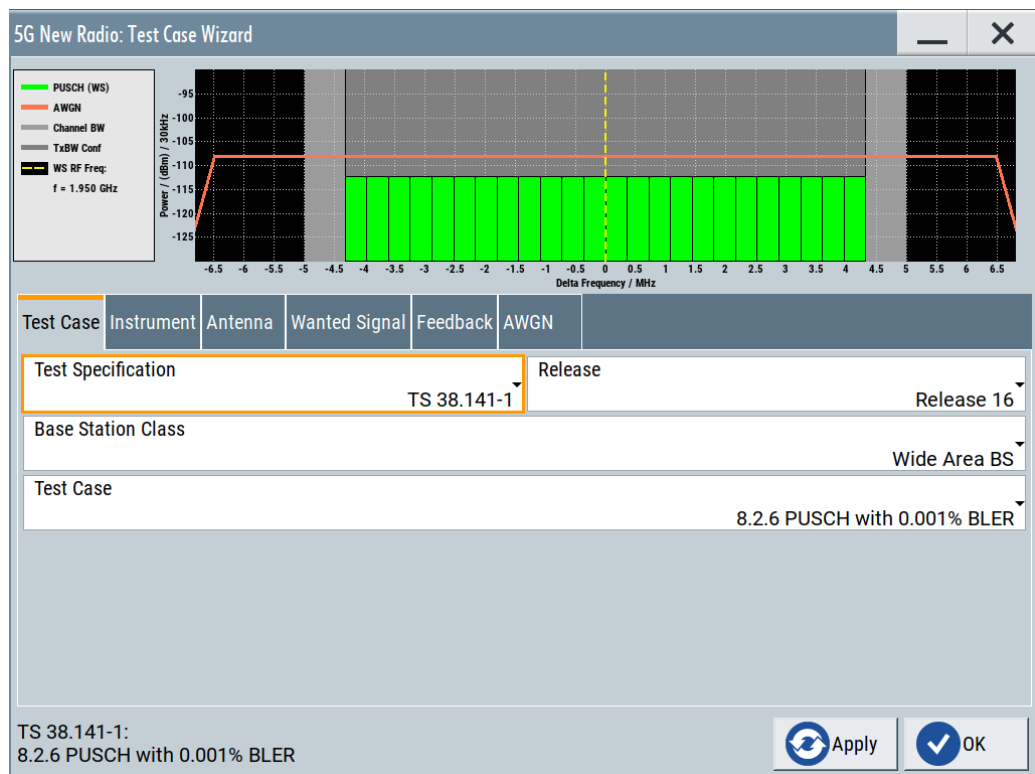 5G New Radio: Test Case Wizard
PUSCH (WS)
AWGN
Channel BW
TxBW Conf
WS RF Freq:
f = 1.950 GHz
Power / (dBm) / 30kHz
-95
-100
-105
-110
-115
-120
-125
-6.5 -6 -5.5 -5 -4.5 -4 -3.5 -3 -2.5 -2 -1.5 -1 -0.5 0 0.5 1 1.5 2 2.5 3 3.5 4 4.5 5 5.5 6 6.5
Delta Frequency / MHz
Test Case Instrument Antenna Wanted Signal Feedback AWGN
Test Specification
TS 38.141-1
Release
Release 16
Base Station Class
Wide Area BS
Test Case
8.2.6 PUSCH with 0.001% BLER
TS 38.141-1:
8.2.6 PUSCH with 0.001% BLER
Apply
OK